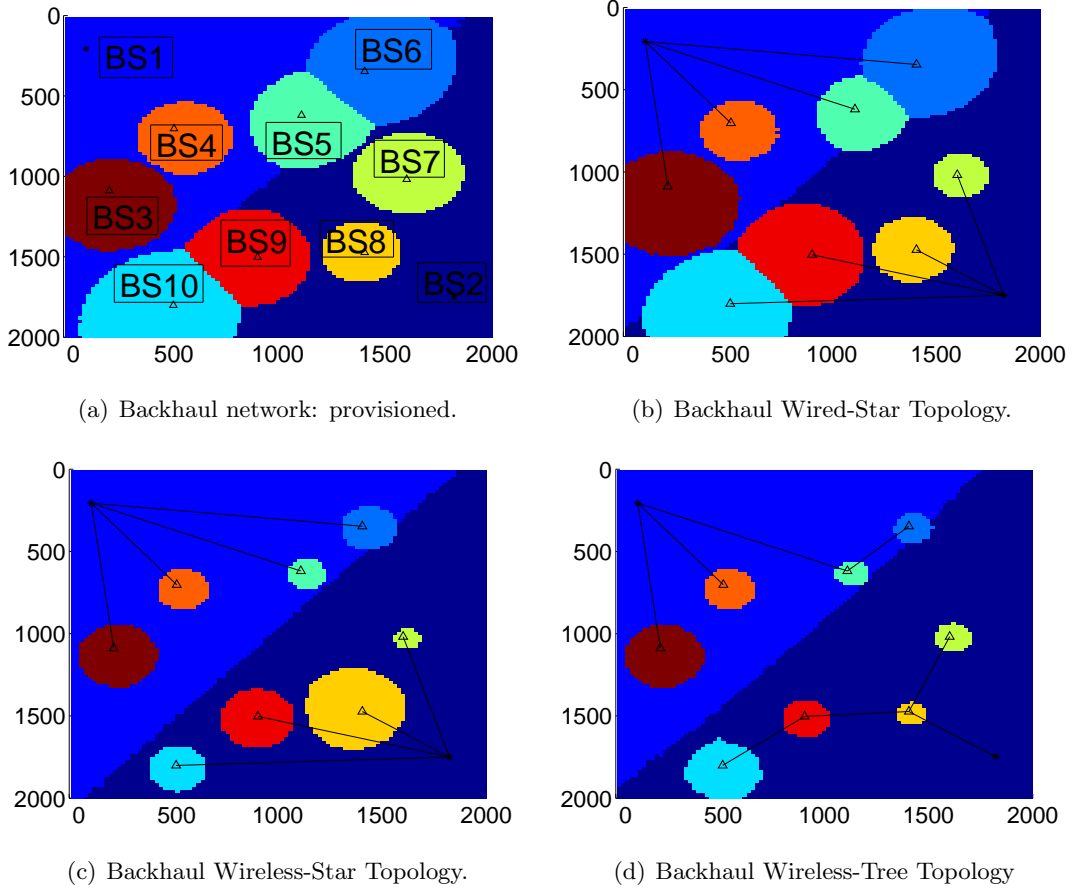 0
500
1000
1500
2000
0
500
1000
1500
2000
BS1
BS6
BS4
BS5
BS7
BS3
BS9
BS8
BS10
BS2
(a) Backhaul network: provisioned.
0
500
1000
1500
2000
0
500
1000
1500
2000
(b) Backhaul Wired-Star Topology.
0
500
1000
1500
2000
0
500
1000
1500
2000
(c) Backhaul Wireless-Star Topology.
0
500
1000
1500
2000
0
500
1000
1500
2000
(d) Backhaul Wireless-Tree Topology